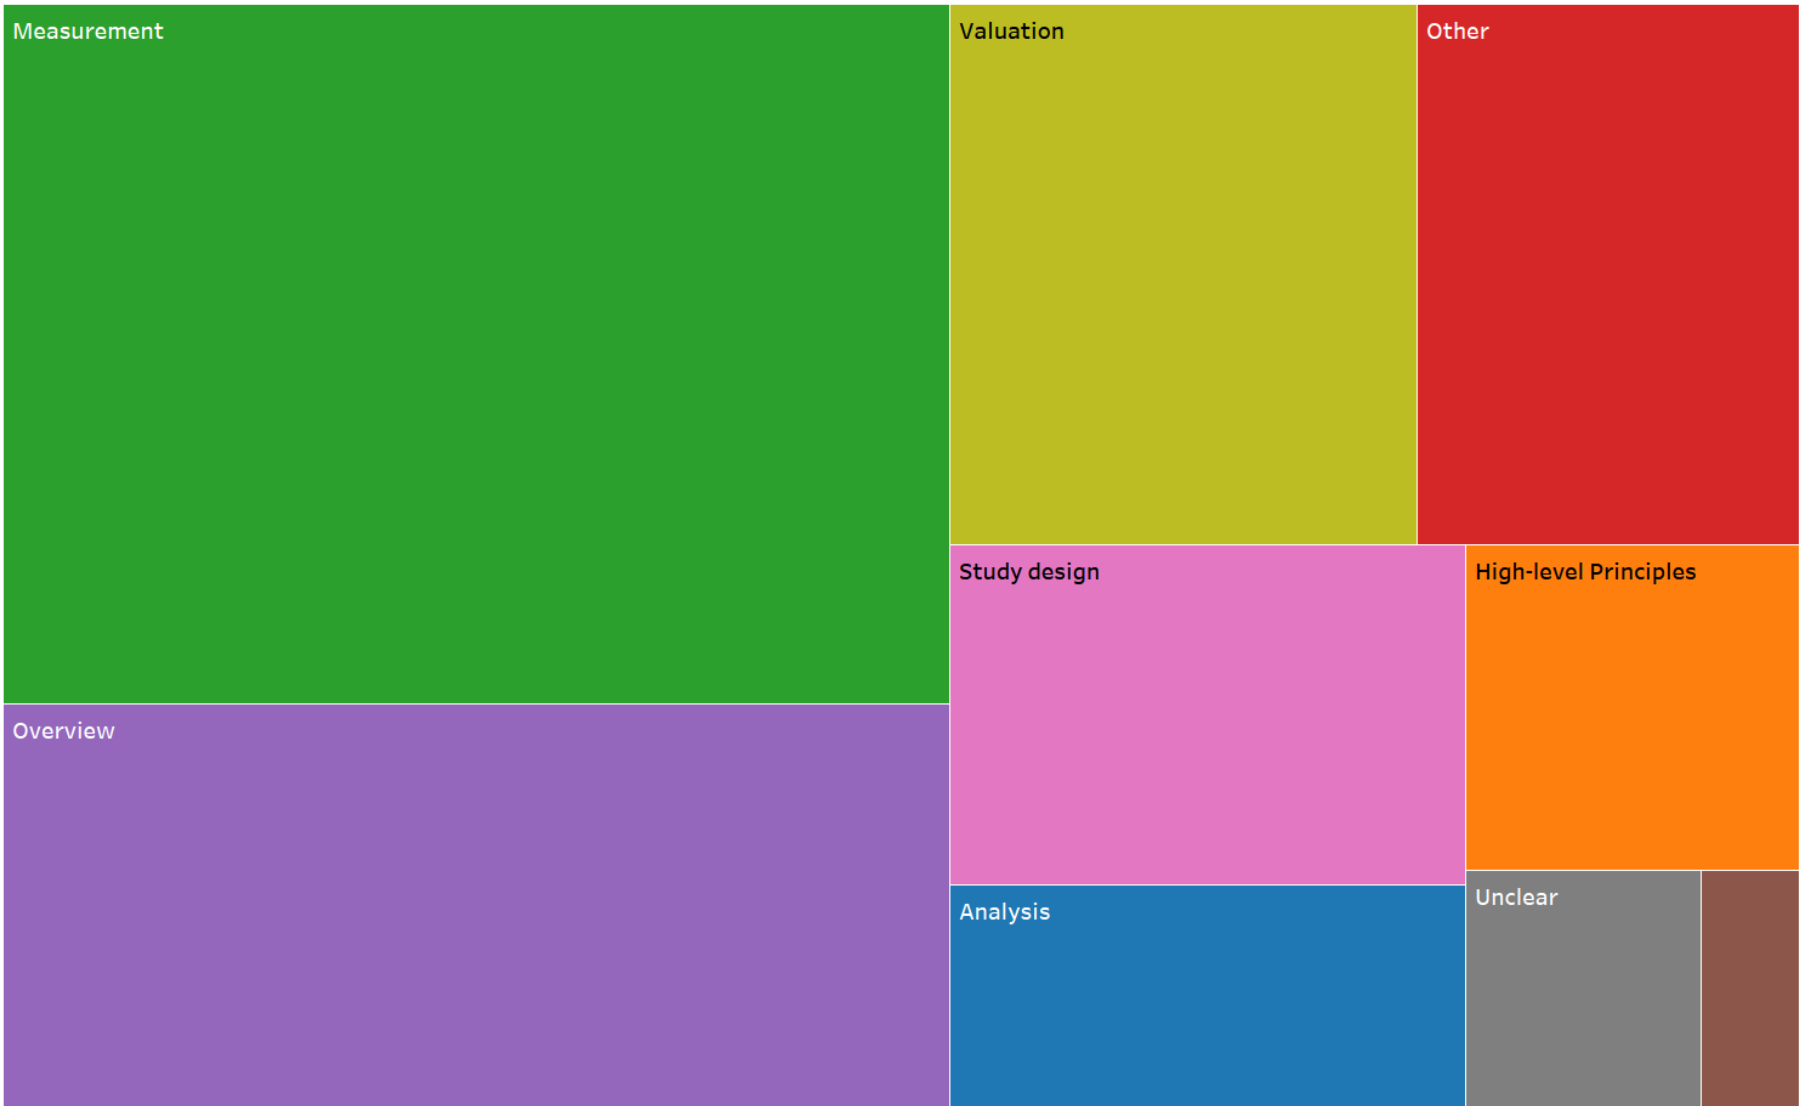 Measurement
Valuation
Other
Study design
High-level Principles
Overview
Unclear
Analysis